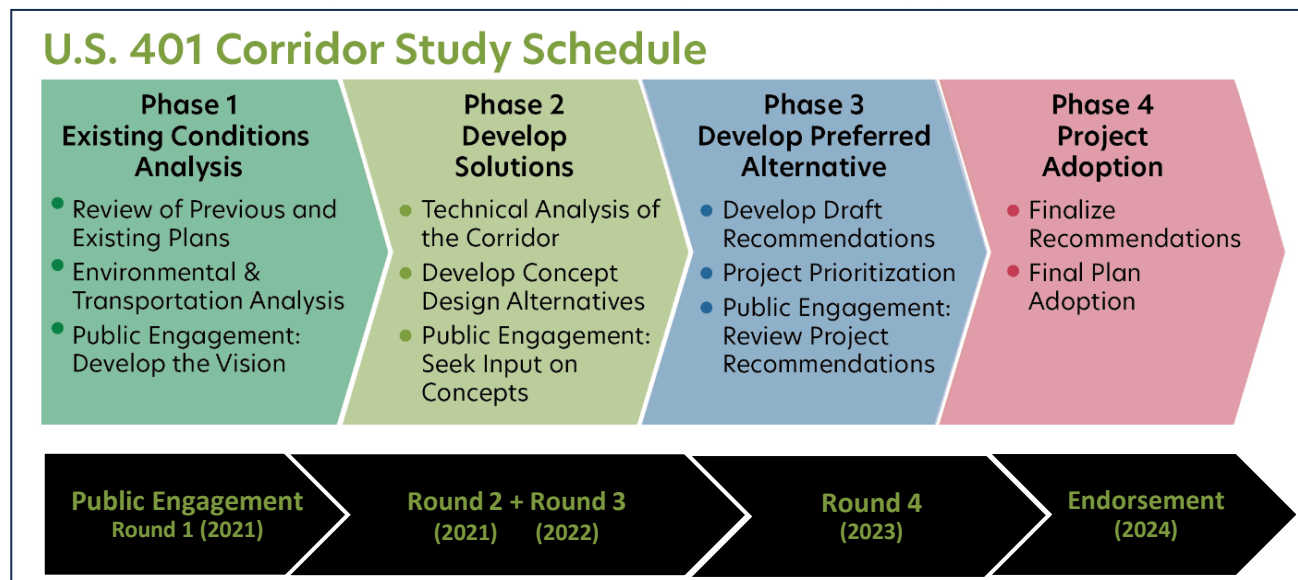 U.S. 401 Corridor Study Schedule
Phase 1
Existing Conditions
Analysis
• Review of Previous and
Existing Plans
• Environmental &
Transportation Analysis
• Public Engagement:
Develop the Vision
Phase 2
Develop
Solutions
• Technical Analysis of
the Corridor
• Develop Concept
Design Alternatives
• Public Engagement:
Seek Input on
Concepts
Phase 3
Develop Preferred
Alternative
• Develop Draft
Recommendations
• Project Prioritization
• Public Engagement:
Review Project
Recommendations
Phase 4
Project
Adoption
• Finalize
Recommendations
• Final Plan
Adoption
Public Engagement
Round 1 (2021)
Round 2 + Round 3
(2021) (2022)
Round 4
(2023)
Endorsement
(2024)